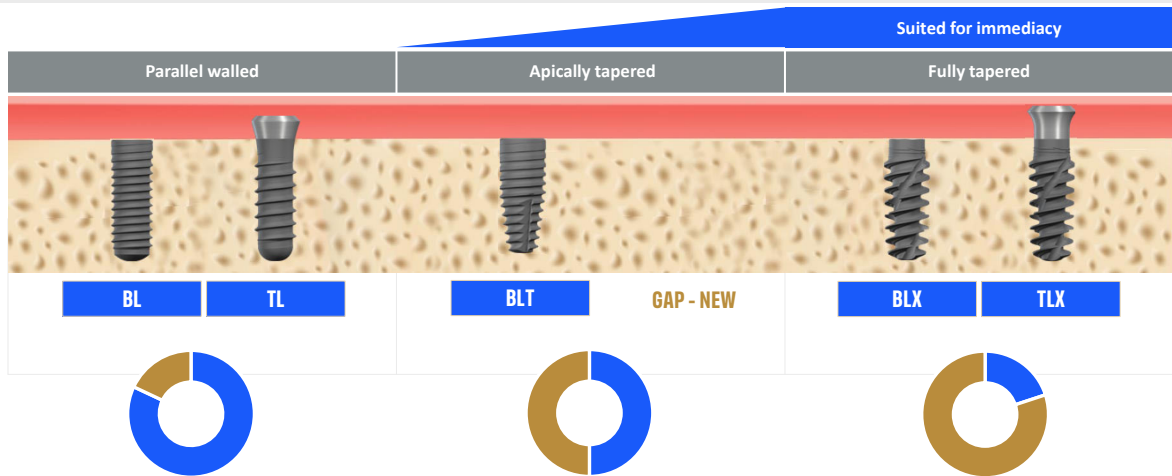 Suited for immediacy
Parallel walled
Apically tapered
Fully tapered
BL
TL
BLT
GAP - NEW
BLX
TLX